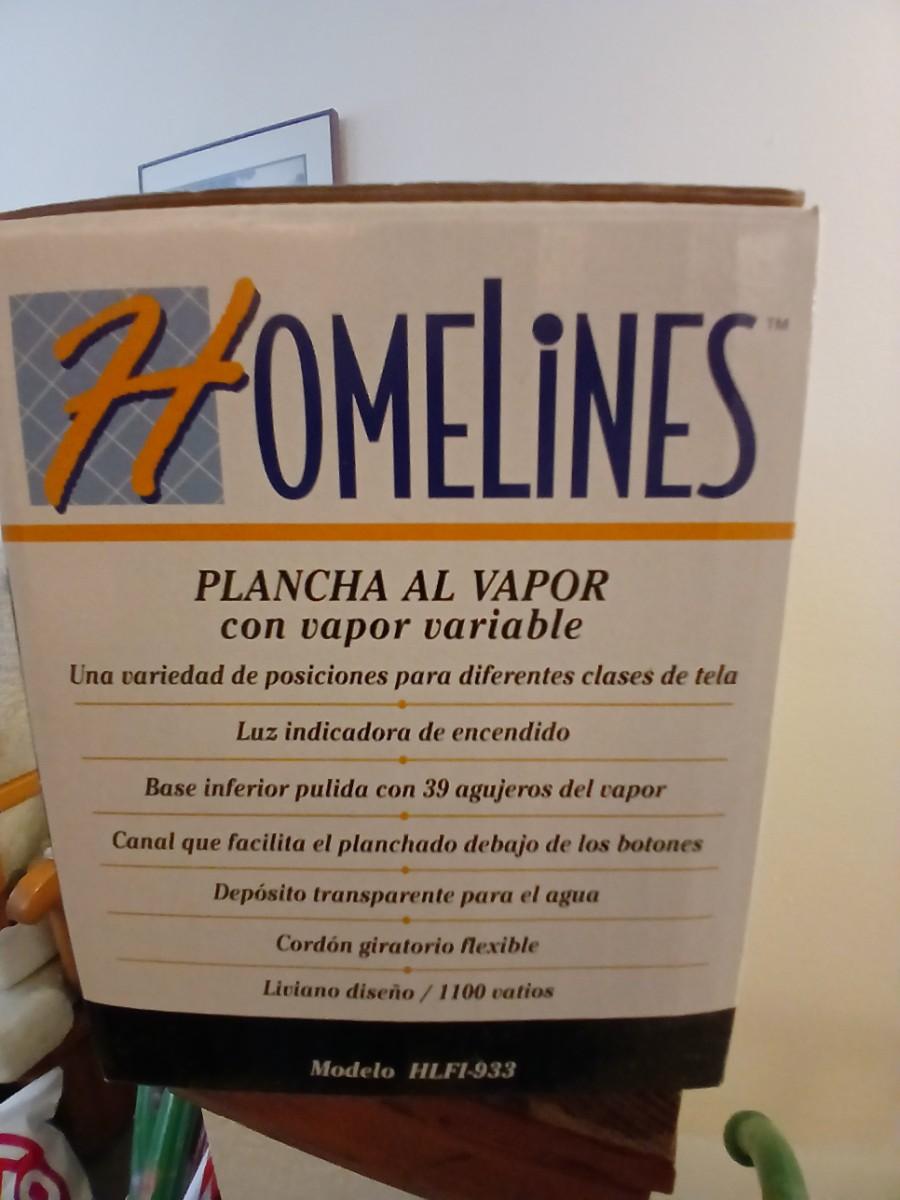 HOMELiNES™
PLANCHA AL VAPOR
con vapor variable
Una variedad de posiciones para diferentes clases de tela
Luz indicadora de encendido
Base inferior pulida con 39 agujeros del vapor
Canal que facilita el planchado debajo de los botones
Depósito transparente para el agua
Cordón giratorio flexible
Liviano diseño / 1100 vatios
Modelo HLFI-933